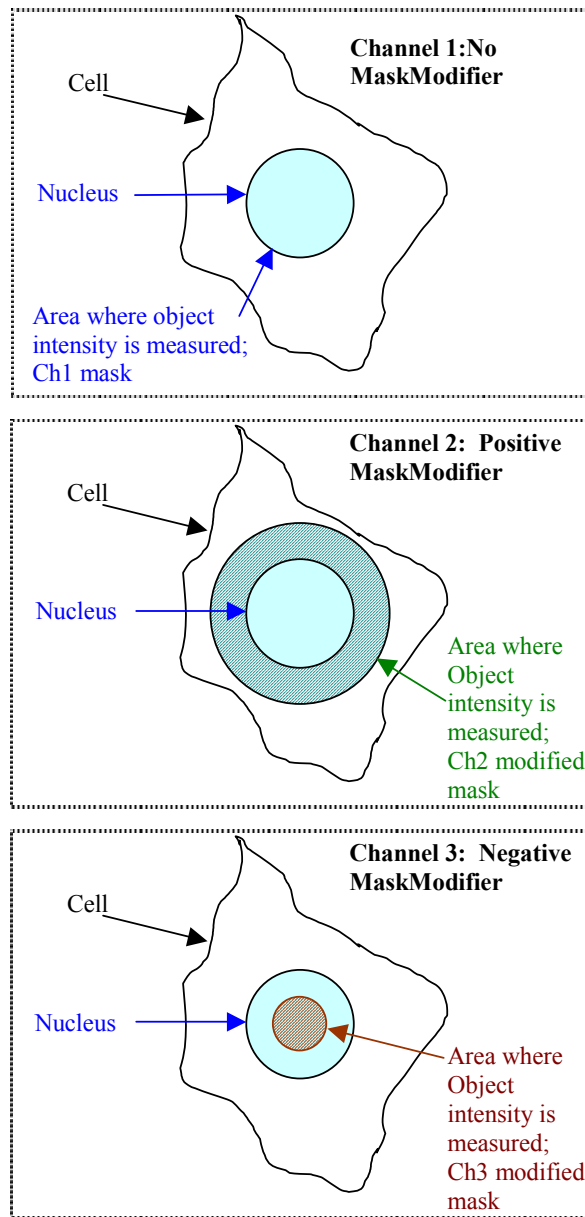 Channel 1:No
MaskModifier
Cell
Nucleus
Area where object
intensity is measured;
Ch1 mask
Channel 2:  Positive
MaskModifier
Cell
Nucleus
Area where
Object
intensity is
measured;
Ch2 modified
mask
Channel 3:  Negative
MaskModifier
Cell
Nucleus
Area where
Object
intensity is
measured;
Ch3 modified
mask